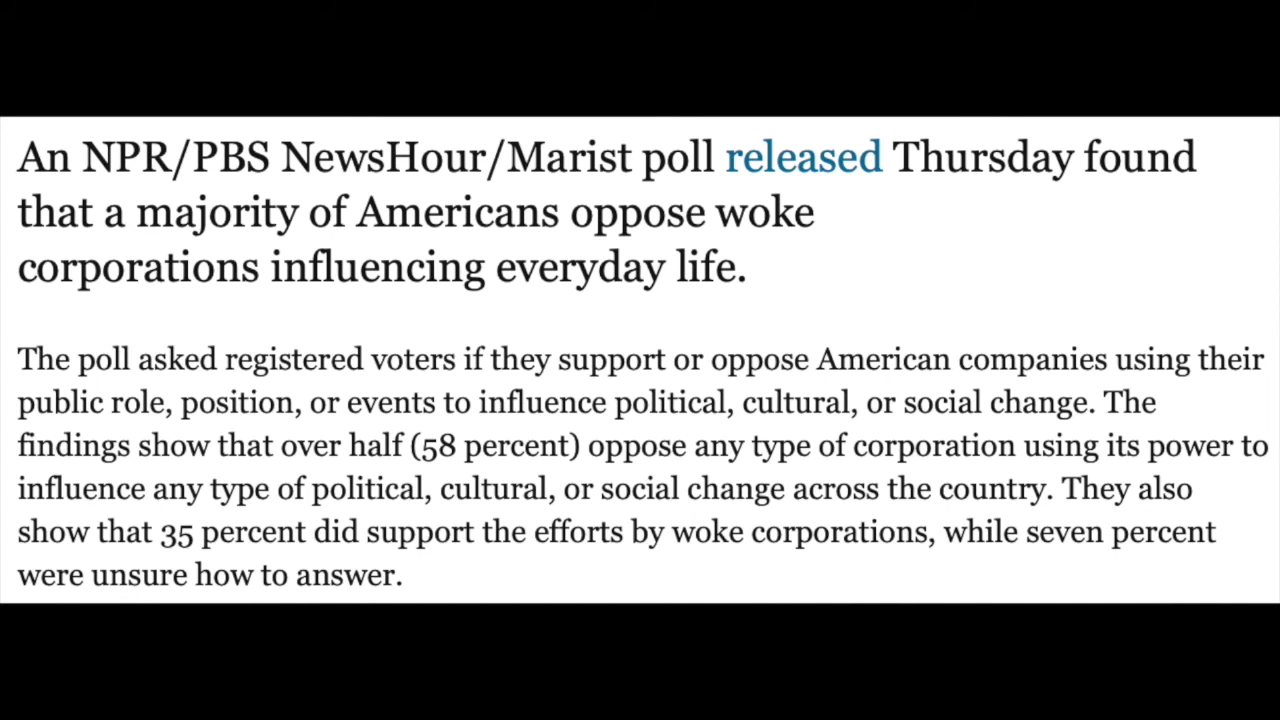 An NPR/PBS NewsHour/Marist poll released Thursday found
that a majority of Americans oppose woke
corporations influencing everyday life.
The poll asked registered voters if they support or oppose American companies using their
public role, position, or events to influence political, cultural, or social change. The
findings show that over half (58 percent) oppose any type of corporation using its power to
influence any type of political, cultural, or social change across the country. They also
show that 35 percent did support the efforts by woke corporations, while seven percent
were unsure how to answer.